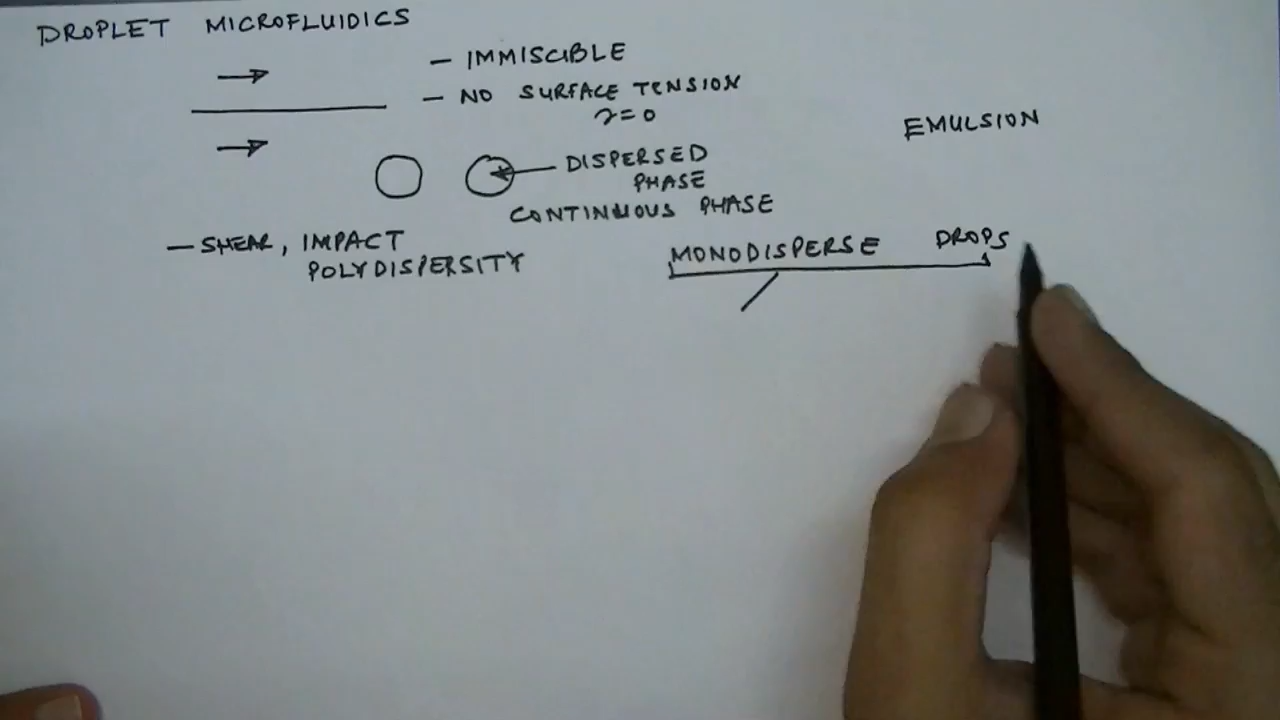 DROPLET MICROFLUIDICS
- IMMISCIBLE
- NO SURFACE TENSION
γ=0
EMULSION
DISPERSED
PHASE
CONTINUOUS PHASE
- SHEAR, IMPACT
POLYDISPERSITY
MONODISPERSE DROPS